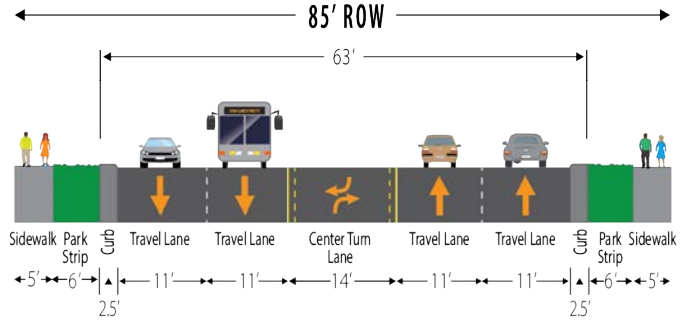 85' ROW
63'
Sidewalk Park Strip Curb Travel Lane Travel Lane Center Turn Lane Travel Lane Travel Lane Curb Park Strip Sidewalk
5' 6' 11' 11' 14' 11' 11' 6' 5'
2.5' 2.5'